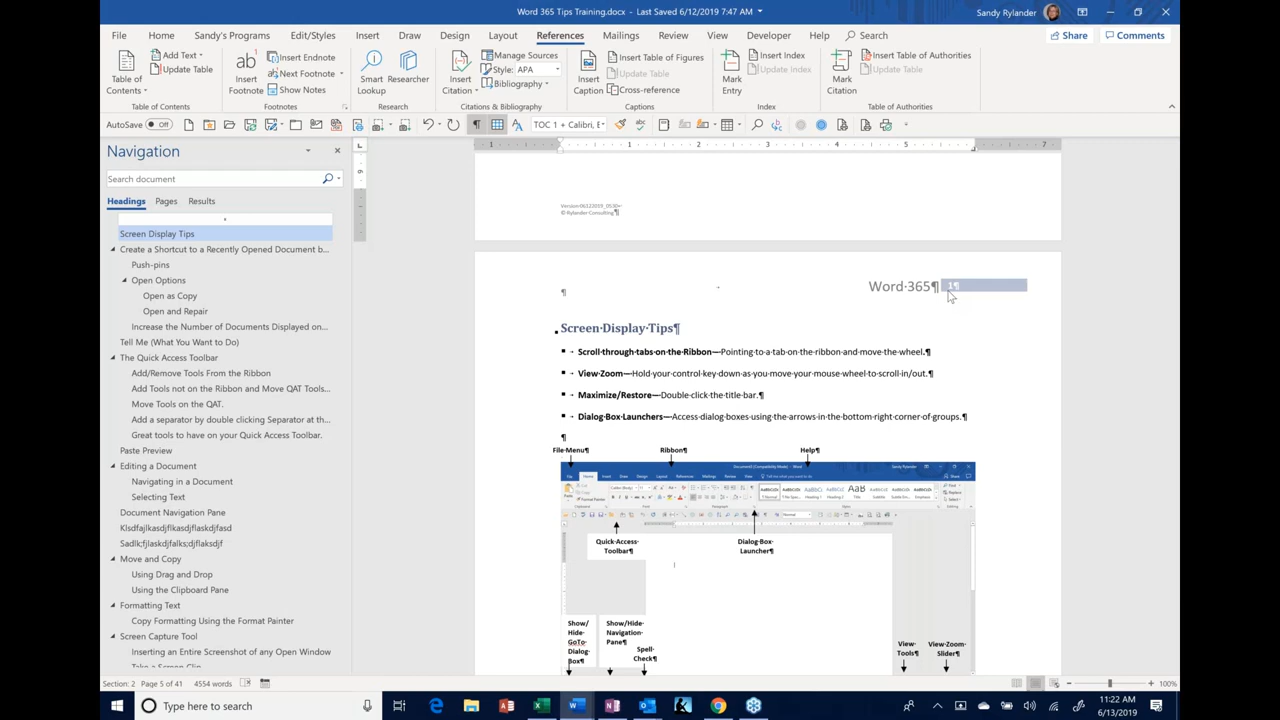 Word 365 Tips Training.docx - Last Saved 6/12/2019 7:47 AM
Sandy Rylander
File Home Sandy's Programs Edit/Styles Insert Draw Design Layout References Mailings Review View Developer Help Search
Share Comments
Table of Contents
Add Text
Update Table
Table of Contents
ab
Insert Footnote
Insert Endnote
Next Footnote
Show Notes
Footnotes
Smart Lookup
Researcher
Research
Insert Citation
Manage Sources
Style: APA
Bibliography
Citations & Bibliography
Insert Caption
Insert Table of Figures
Update Table
Cross-reference
Captions
Mark Entry
Insert Index
Update Index
Index
Mark Citation
Insert Table of Authorities
Update Table
Table of Authorities
AutoSave Off
TOC 1 + Calibri, E
Navigation
Search document
Headings Pages Results
Screen Display Tips
Create a Shortcut to a Recently Opened Document b...
Push-pins
Open Options
Open as Copy
Open and Repair
Increase the Number of Documents Displayed on...
Tell Me (What You Want to Do)
The Quick Access Toolbar
Add/Remove Tools From the Ribbon
Add Tools not on the Ribbon and Move QAT Tools...
Move Tools on the QAT.
Add a separator by double clicking Separator at th...
Great tools to have on your Quick Access Toolbar.
Paste Preview
Editing a Document
Navigating in a Document
Selecting Text
Document Navigation Pane
Klsdfajlkasdjflkasdjflaskdjfasd
Sadlk;fjlaskdjfalks;djflaksdjf
Move and Copy
Using Drag and Drop
Using the Clipboard Pane
Formatting Text
Copy Formatting Using the Format Painter
Screen Capture Tool
Inserting an Entire Screenshot of any Open Window
Take a Screen Clip
© Rylander Consulting¶
Word·365¶ 1¶
¶
Screen·Display·Tips¶
Scroll·through·tabs·on·the·Ribbon—Pointing·to·a·tab·on·the·ribbon·and·move·the·wheel.¶
View·Zoom—Hold·your·control·key·down·as·you·move·your·mouse·wheel·to·scroll·in/out.¶
Maximize/Restore—Double·click·the·title·bar.¶
Dialog·Box·Launchers—Access·dialog·boxes·using·the·arrows·in·the·bottom·right·corner·of·groups.¶
¶
File·Menu¶ Ribbon¶ Help¶
Quick·Access·
Toolbar¶
Dialog·Box·
Launcher¶
Show/
Hide·
GoTo·
Dialog·
Box¶
Show/Hide·
Navigation·
Pane¶
Spell·
Check¶
View·
Tools¶
View·Zoom·
Slider¶
Section: 2 Page 5 of 41 4554 words
100%
Type here to search
11:22 AM
6/13/2019